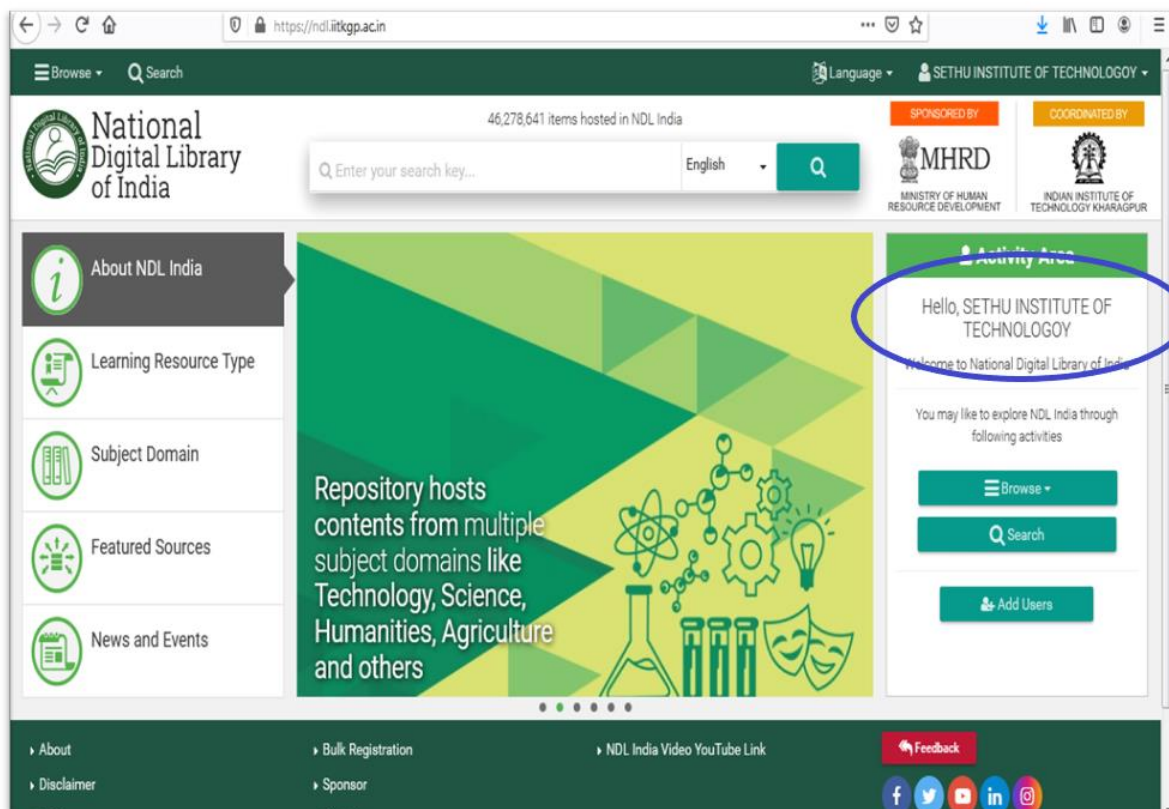 https://ndl.iitkgp.ac.in
Browse
Search
Language
SETHU INSTITUTE OF TECHNOLOGOY
National
Digital Library
of India
46,278,641 items hosted in NDL India
Enter your search key...
English
SPONSORED BY
MHRD
MINISTRY OF HUMAN
RESOURCE DEVELOPMENT
COORDINATED BY
INDIAN INSTITUTE OF
TECHNOLOGY KHARAGPUR
About NDL India
Learning Resource Type
Subject Domain
Featured Sources
News and Events
Repository hosts
contents from multiple
subject domains like
Technology, Science,
Humanities, Agriculture
and others
Activity Area
Hello, SETHU INSTITUTE OF
TECHNOLOGOY
Welcome to National Digital Library of India
You may like to explore NDL India through
following activities
Browse
Search
Add Users
About
Disclaimer
Bulk Registration
Sponsor
NDL India Video YouTube Link
Feedback